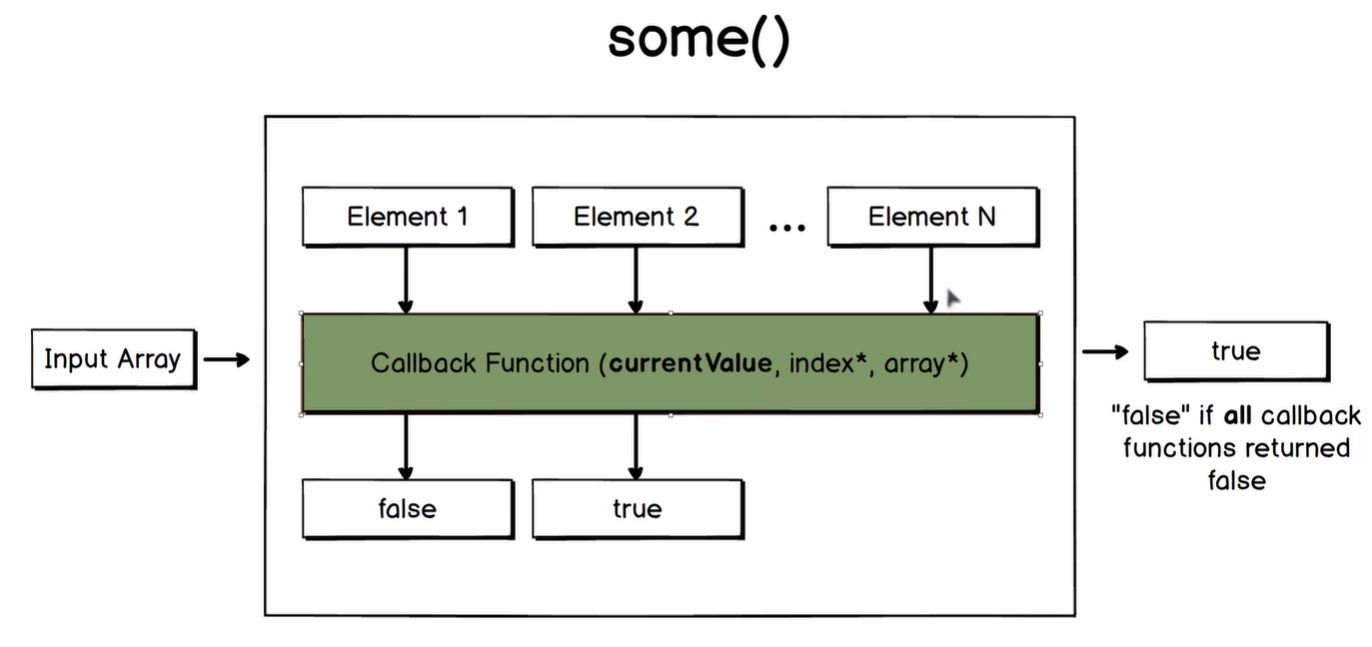 some()
Element 1
Element 2
...
Element N
Input Array
Callback Function (currentValue, index*, array*)
true
"false" if all callback
functions returned
false
false
true